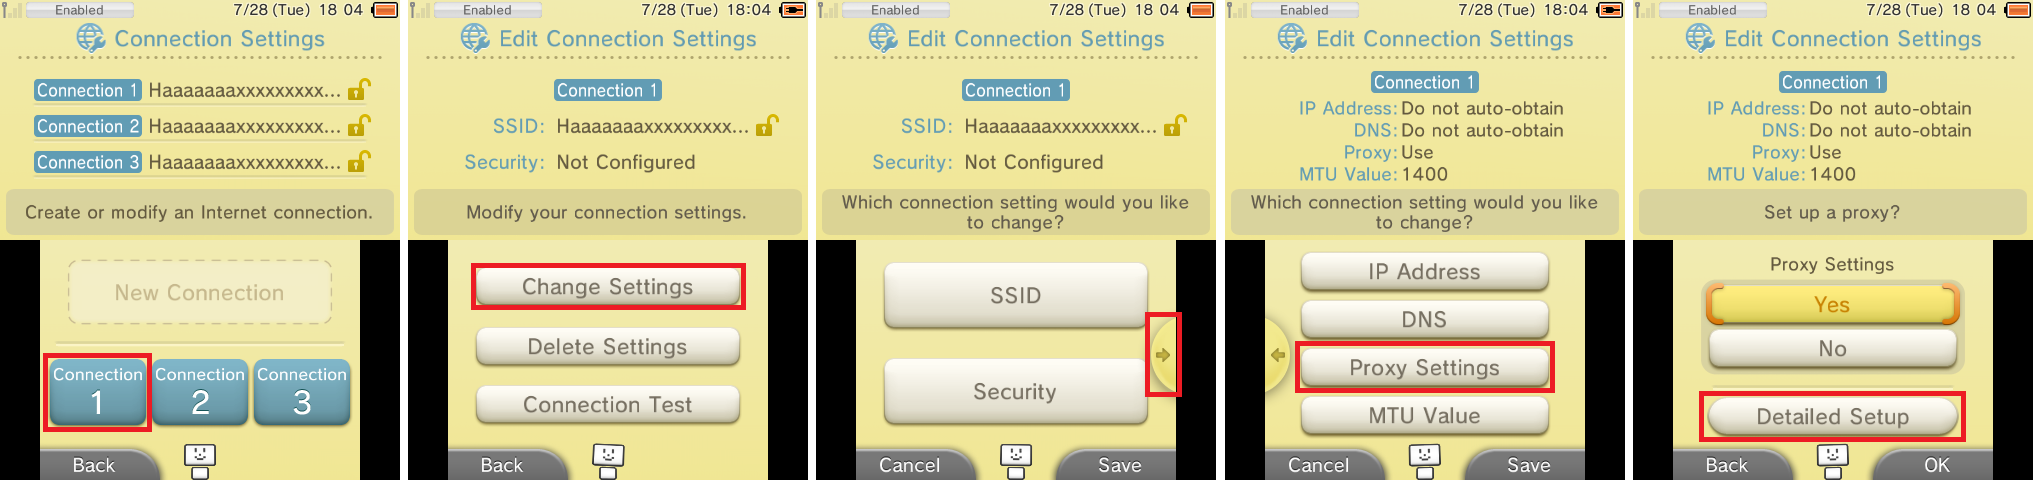 Enabled
7/28 (Tue) 18 04
Connection Settings
Connection 1 Haaaaaaaxxxxxxxxx...
Connection 2 Haaaaaaaxxxxxxxxx...
Connection 3 Haaaaaaaxxxxxxxxx...
Create or modify an Internet connection.
New Connection
Connection 1
Connection 2
Connection 3
Back
Enabled
7/28 (Tue) 18:04
Edit Connection Settings
Connection 1
SSID: Haaaaaaaxxxxxxxxx...
Security: Not Configured
Modify your connection settings.
Change Settings
Delete Settings
Connection Test
Back
Enabled
7/28 (Tue) 18 04
Edit Connection Settings
Connection 1
SSID: Haaaaaaaxxxxxxxxx...
Security: Not Configured
Which connection setting would you like
to change?
SSID
Security
Cancel
Save
Enabled
7/28 (Tue) 18:04
Edit Connection Settings
Connection 1
IP Address: Do not auto-obtain
DNS: Do not auto-obtain
Proxy: Use
MTU Value: 1400
Which connection setting would you like
to change?
IP Address
DNS
Proxy Settings
MTU Value
Cancel
Save
Enabled
7/28 (Tue) 18 04
Edit Connection Settings
Connection 1
IP Address: Do not auto-obtain
DNS: Do not auto-obtain
Proxy: Use
MTU Value: 1400
Set up a proxy?
Proxy Settings
Yes
No
Detailed Setup
Back
OK